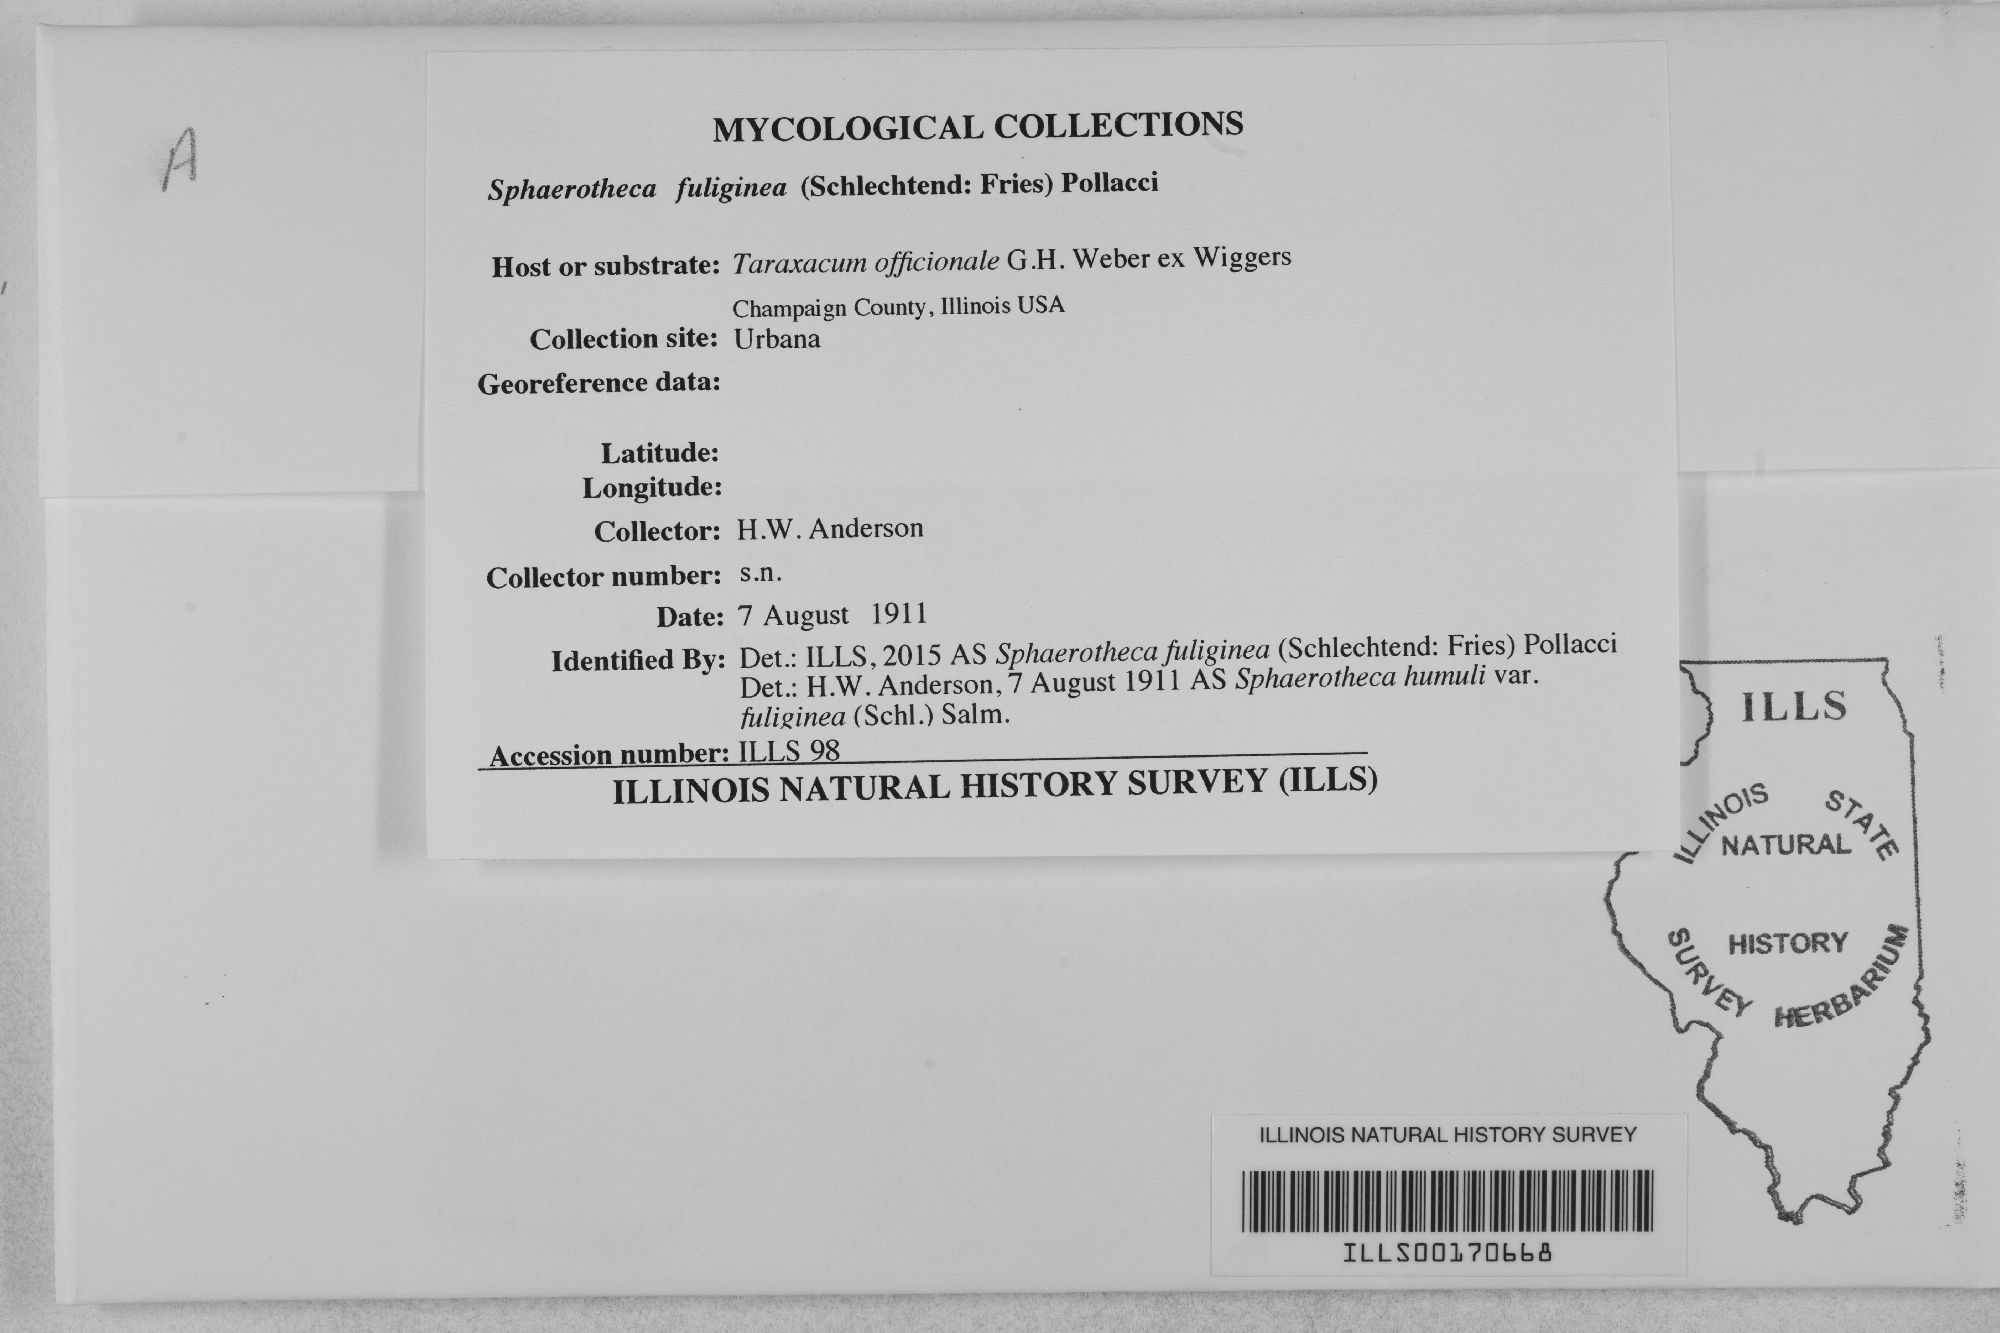 A
MYCOLOGICAL COLLECTIONS
Sphaerotheca fuliginea (Schlechtend: Fries) Pollacci
Host or substrate: Taraxacum officionale G.H. Weber ex Wiggers
Champaign County, Illinois USA
Collection site: Urbana
Georeference data:
Latitude:
Longitude:
Collector: H.W. Anderson
Collector number: s.n.
Date: 7 August 1911
Identified By: Det.: ILLS, 2015 AS Sphaerotheca fuliginea (Schlechtend: Fries) Pollacci
Det.: H.W. Anderson, 7 August 1911 AS Sphaerotheca humuli var.
fuliginea (Schl.) Salm.
Accession number: ILLS 98
ILLINOIS NATURAL HISTORY SURVEY (ILLS)
ILLS
ILLINOIS STATE
NATURAL
HISTORY
SURVEY HERBARIUM
ILLINOIS NATURAL HISTORY SURVEY
ILLS00170668